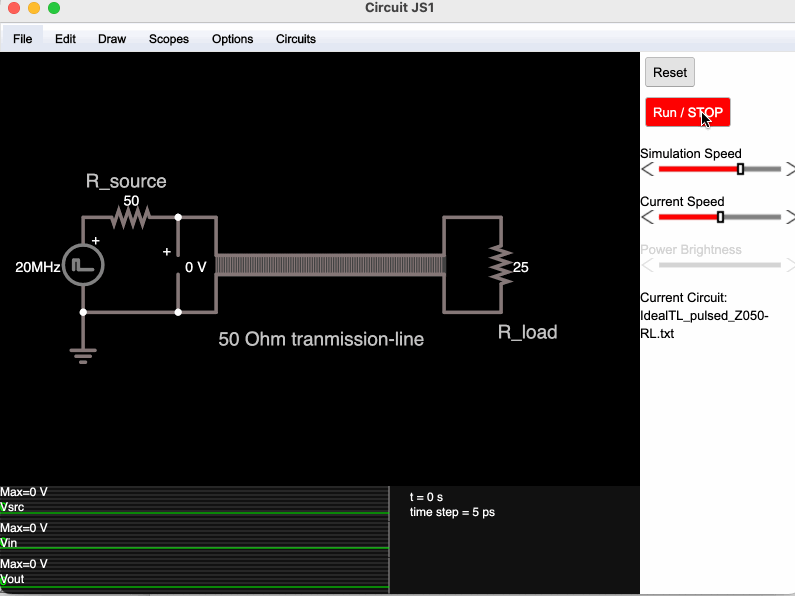 Circuit JS1
File Edit Draw Scopes Options Circuits
Reset
Run / STOP
Simulation Speed
Current Speed
Power Brightness
Current Circuit:
IdealTL_pulsed_Z050-
RL.txt
R_source
50
+
+
20MHz
0 V
25
50 Ohm tranmission-line
R_load
Max=0 V
Vsrc
Max=0 V
Vin
Max=0 V
Vout
t = 0 s
time step = 5 ps